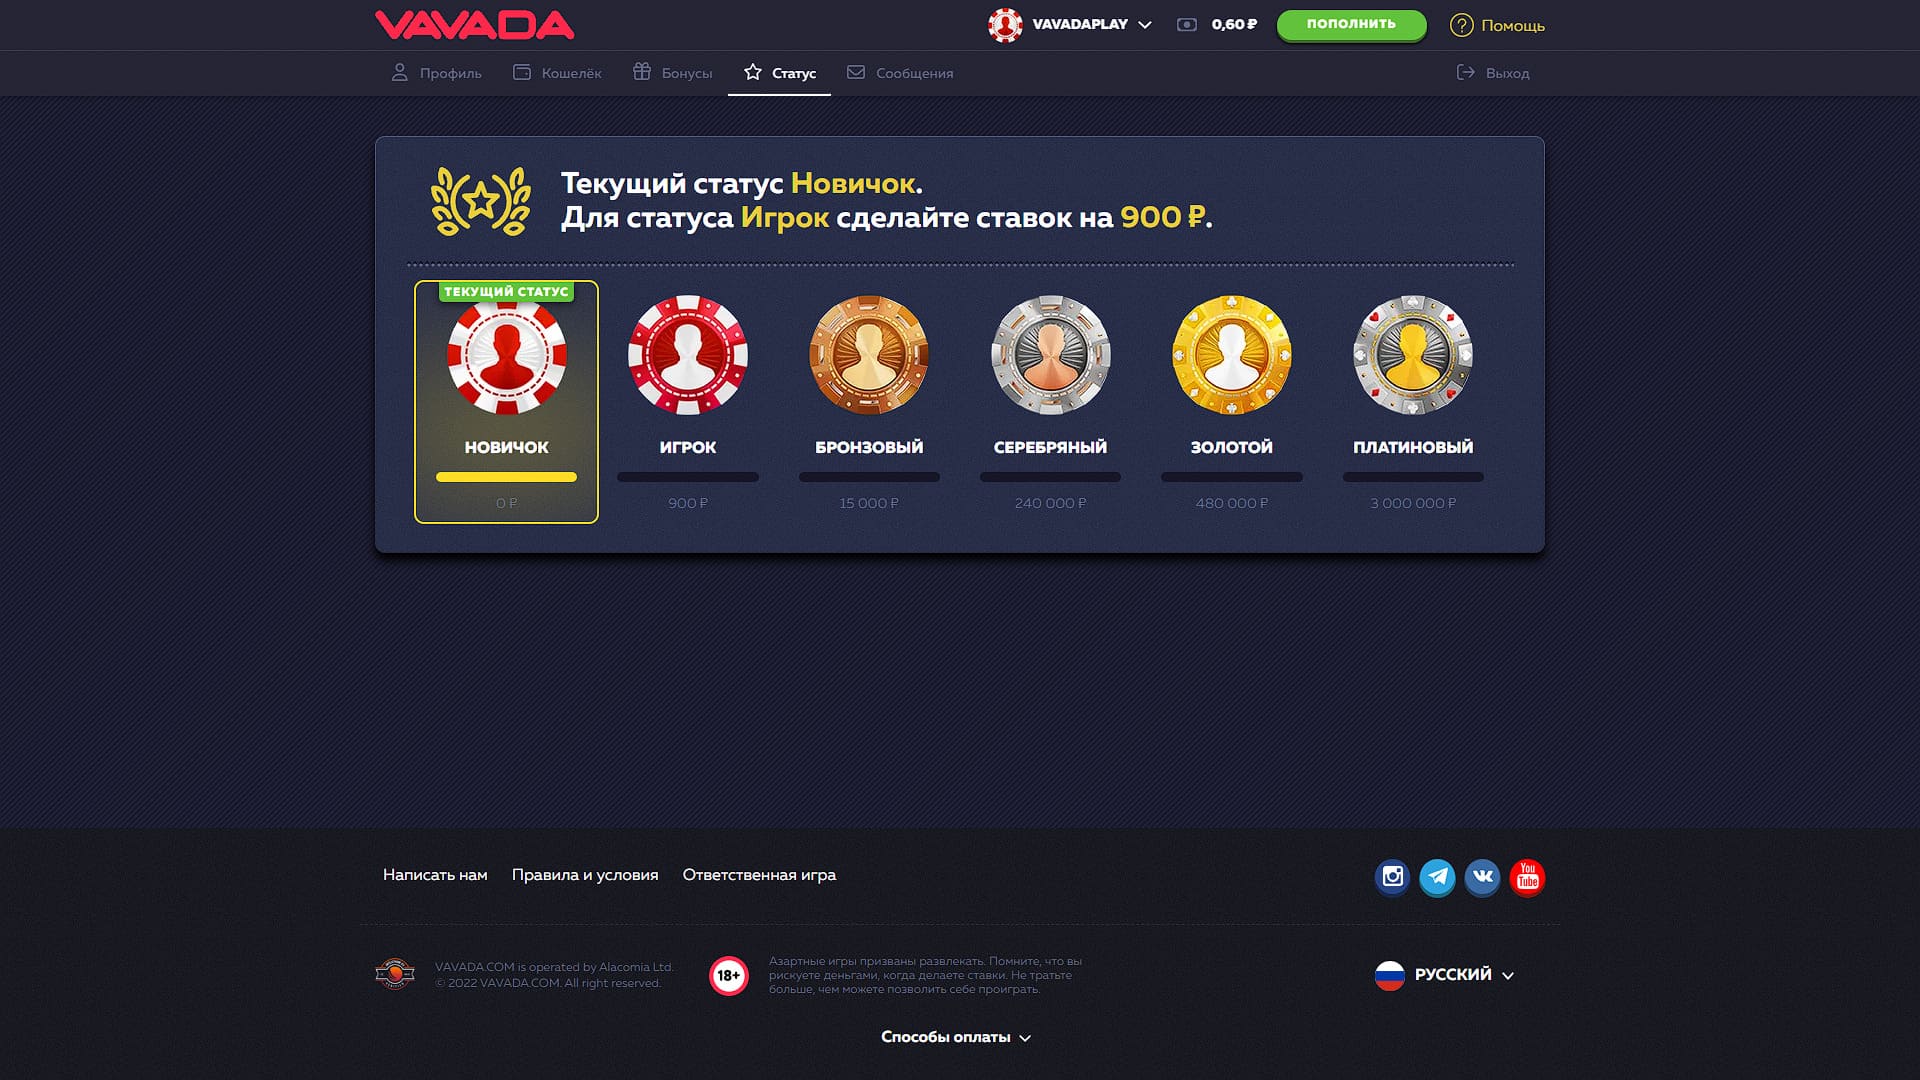 VAVADA
VAVADAPLAY
0,60 ₽
ПОПОЛНИТЬ
? Помощь
Профиль
Кошелёк
Бонусы
Статус
Сообщения
Выход
Текущий статус Новичок.
Для статуса Игрок сделайте ставок на 900 ₽.
ТЕКУЩИЙ СТАТУС
НОВИЧОК
0 ₽
ИГРОК
900 ₽
БРОНЗОВЫЙ
15 000 ₽
СЕРЕБРЯНЫЙ
240 000 ₽
ЗОЛОТОЙ
480 000 ₽
ПЛАТИНОВЫЙ
3 000 000 ₽
Написать нам
Правила и условия
Ответственная игра
You
Tube
VAVADA.COM is operated by Alacomia Ltd.
© 2022 VAVADA.COM. All right reserved.
18+
Азартные игры призваны развлекать. Помните, что вы
рискуете деньгами, когда делаете ставки. Не тратьте
больше, чем можете позволить себе проиграть.
РУССКИЙ
Способы оплаты